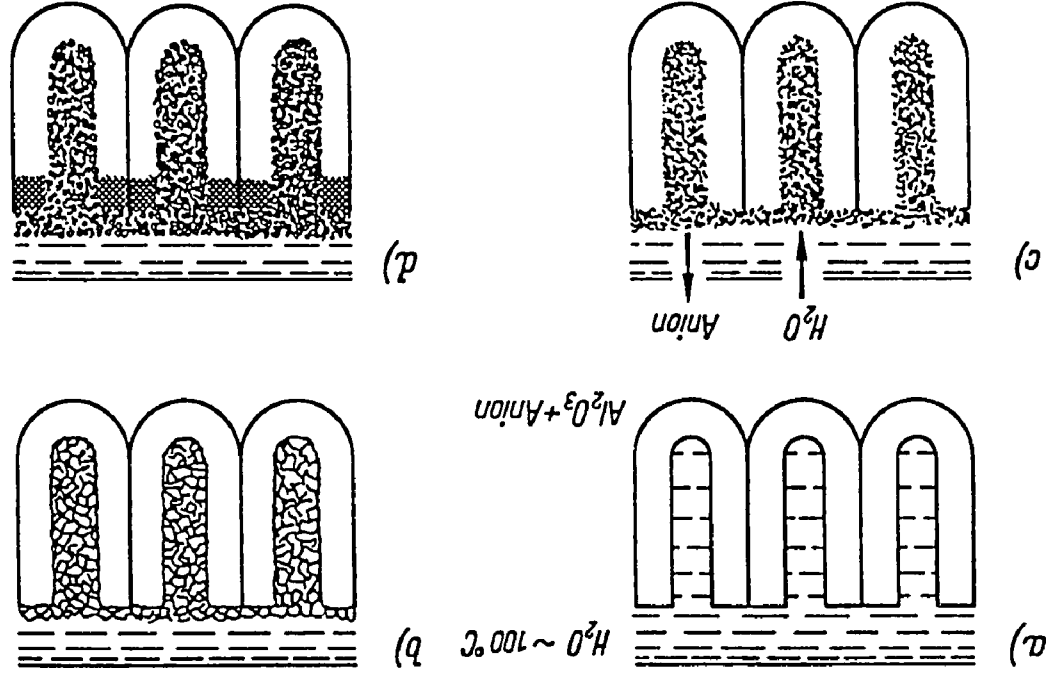 a) H₂O ~ 100°C b)
Al₂O₃+Anion
H₂O Anion
c) d)